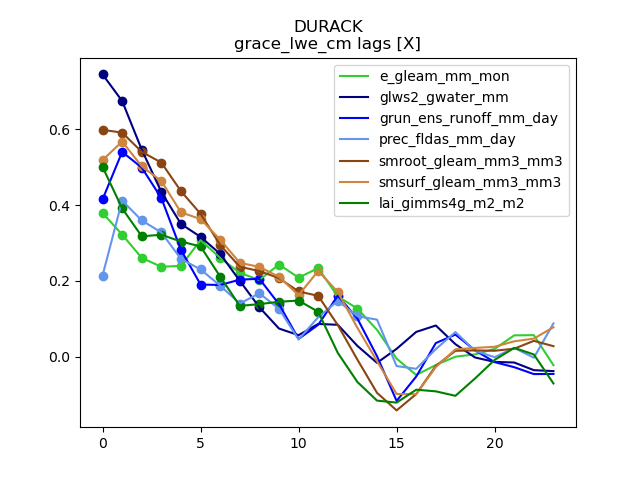 DURACK
grace_lwe_cm lags [X]
e_gleam_mm_mon
glws2_gwater_mm
grun_ens_runoff_mm_day
prec_fldas_mm_day
smroot_gleam_mm3_mm3
smsurf_gleam_mm3_mm3
lai_gimms4g_m2_m2
0.6
0.4
0.2
0.0
0 5 10 15 20